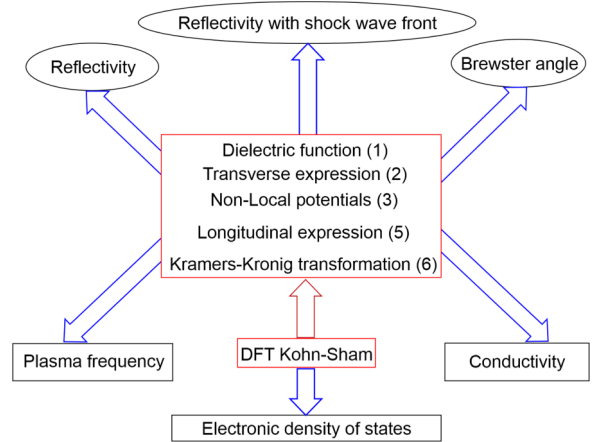 Reflectivity with shock wave front
Reflectivity
Brewster angle
Dielectric function (1)
Transverse expression (2)
Non-Local potentials (3)
Longitudinal expression (5)
Kramers-Kronig transformation (6)
Plasma frequency
DFT Kohn-Sham
Conductivity
Electronic density of states